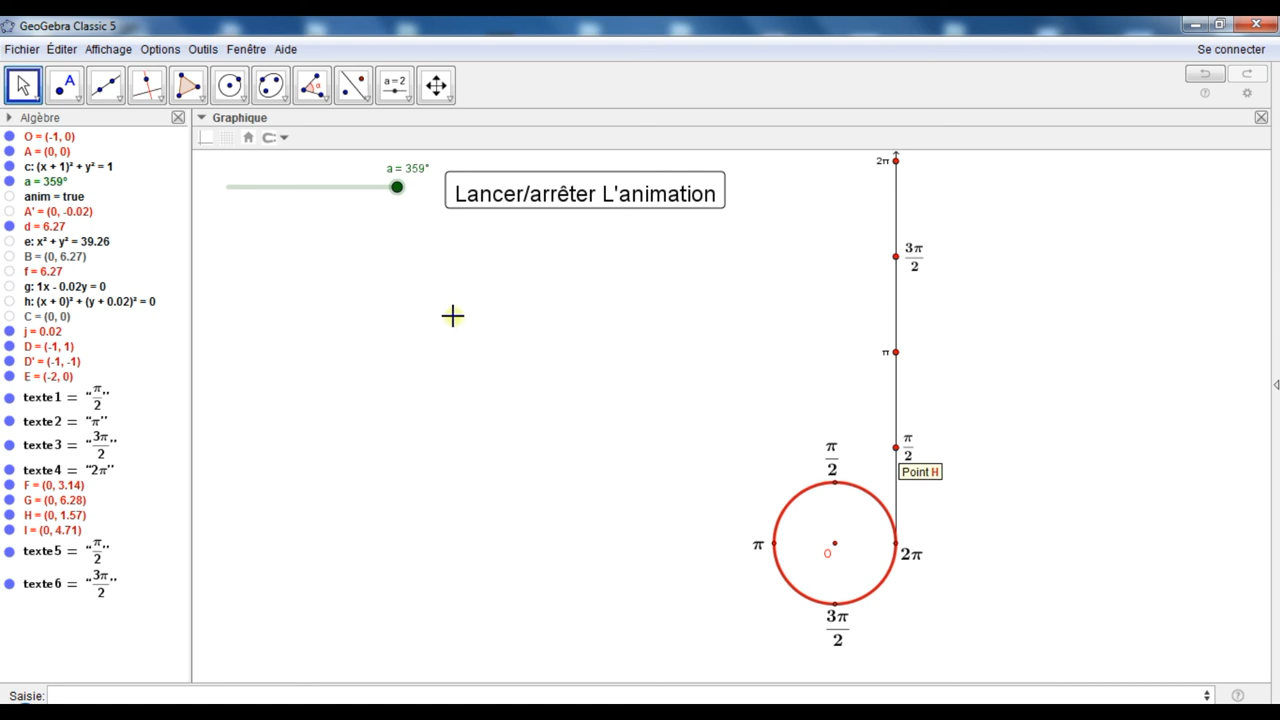 GeoGebra Classic 5
Fichier Éditer Affichage Options Outils Fenêtre Aide
Se connecter
A
α
a=2
Algèbre
Graphique
O = (-1, 0)
A = (0, 0)
c: (x + 1)² + y² = 1
a = 359°
anim = true
A' = (0, -0.02)
d = 6.27
e: x² + y² = 39.26
B = (0, 6.27)
f = 6.27
g: 1x - 0.02y = 0
h: (x + 0)² + (y + 0.02)² = 0
C = (0, 0)
j = 0.02
D = (-1, 1)
D' = (-1, -1)
E = (-2, 0)
texte1 = “π/2”
texte2 = “π”
texte3 = “3π/2”
texte4 = “2π”
F = (0, 3.14)
G = (0, 6.28)
H = (0, 1.57)
I = (0, 4.71)
texte5 = “π/2”
texte6 = “3π/2”
a = 359°
Lancer/arrêter L'animation
2π
3π/2
π
π/2
Point H
π/2
π
O
2π
3π/2
Saisie: